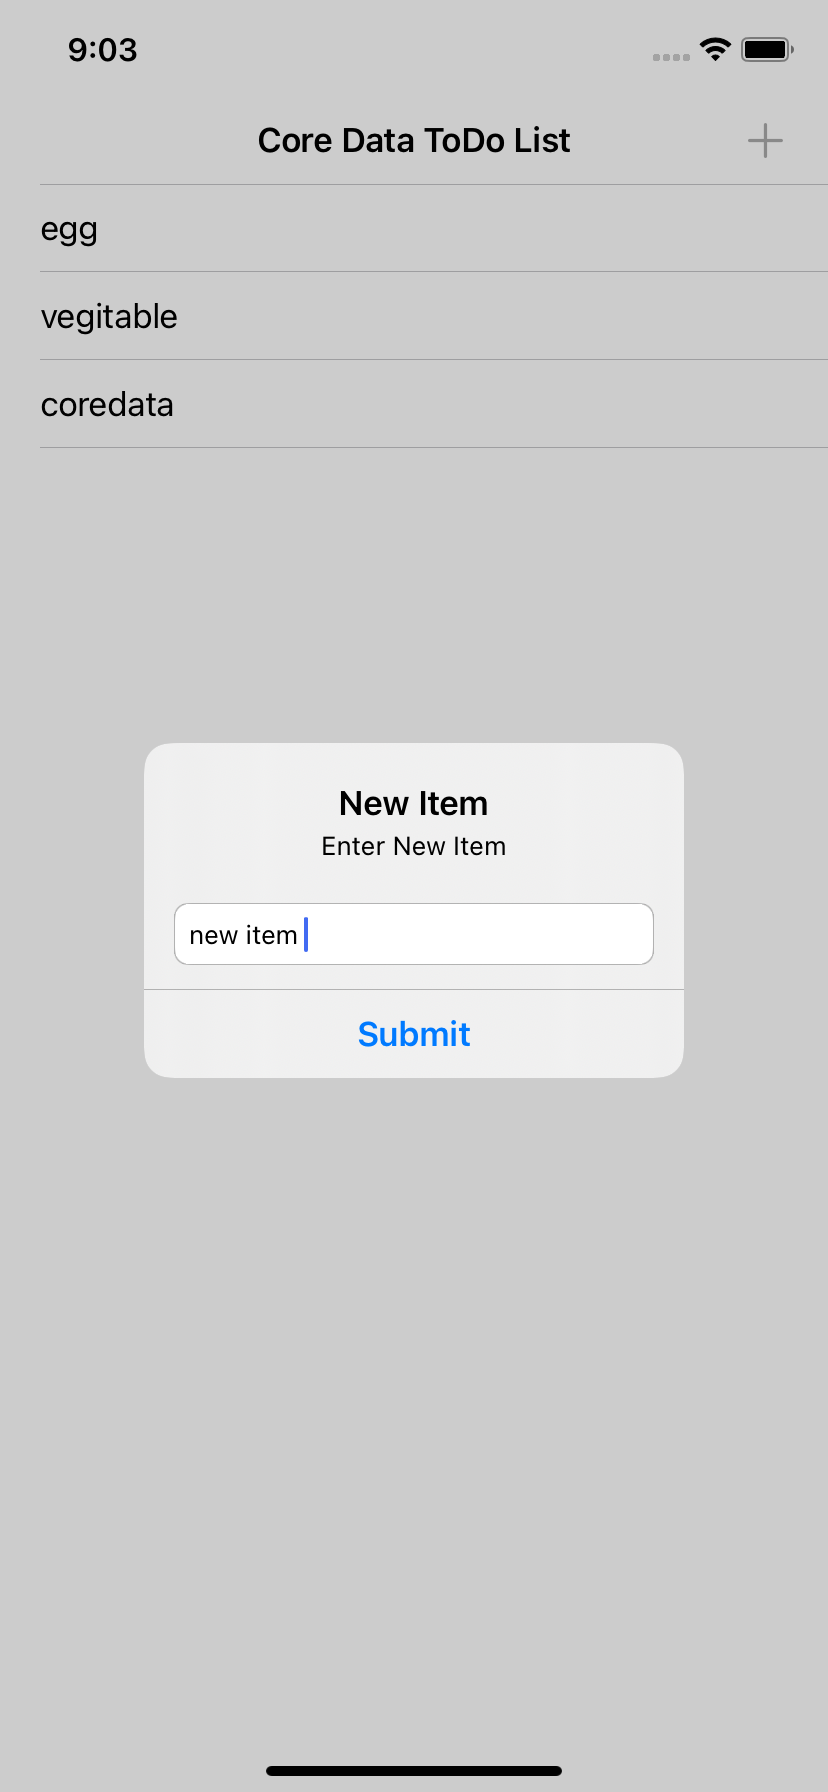 9:03
Core Data ToDo List
egg
vegitable
coredata
New Item
Enter New Item
new item
Submit